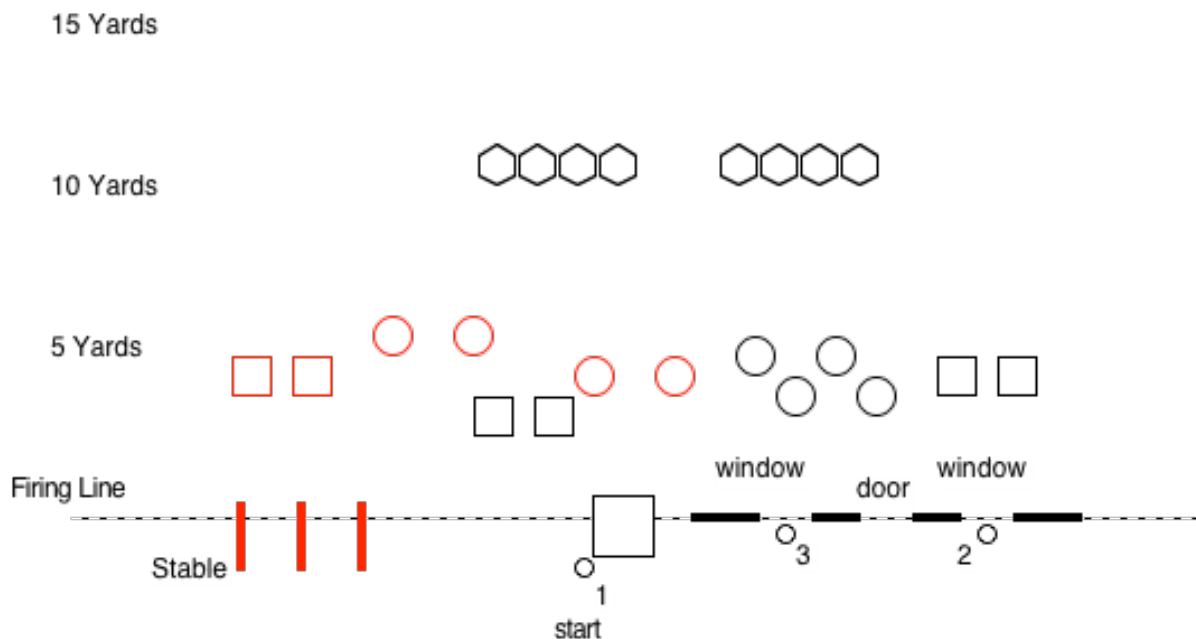 15 Yards
10 Yards
5 Yards
window window
Firing Line door
Stable 3 2
1
start